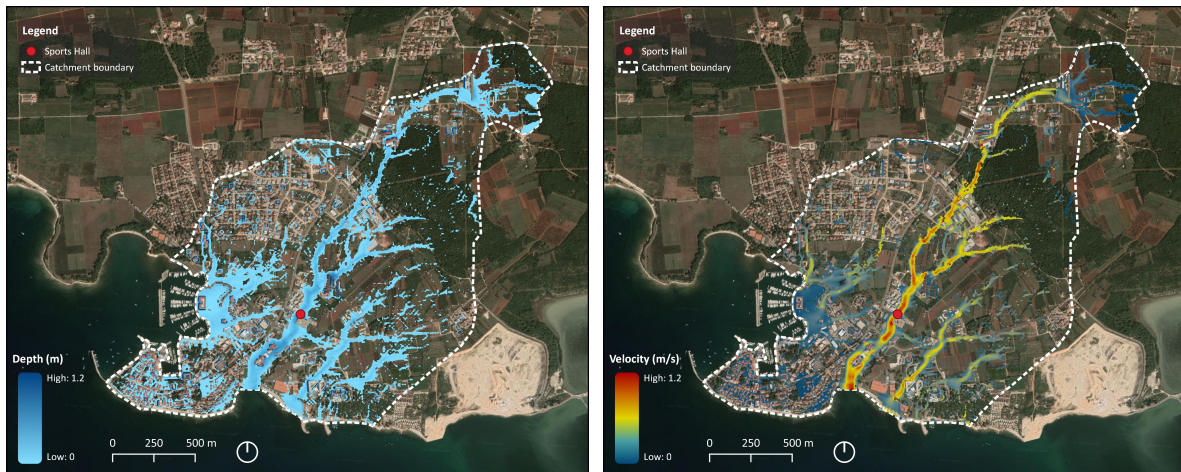 Legend
Sports Hall
Catchment boundary
Depth (m)
High: 1.2
Low: 0
0 250 500 m
Legend
Sports Hall
Catchment boundary
Velocity (m/s)
High: 1.2
Low: 0
0 250 500 m